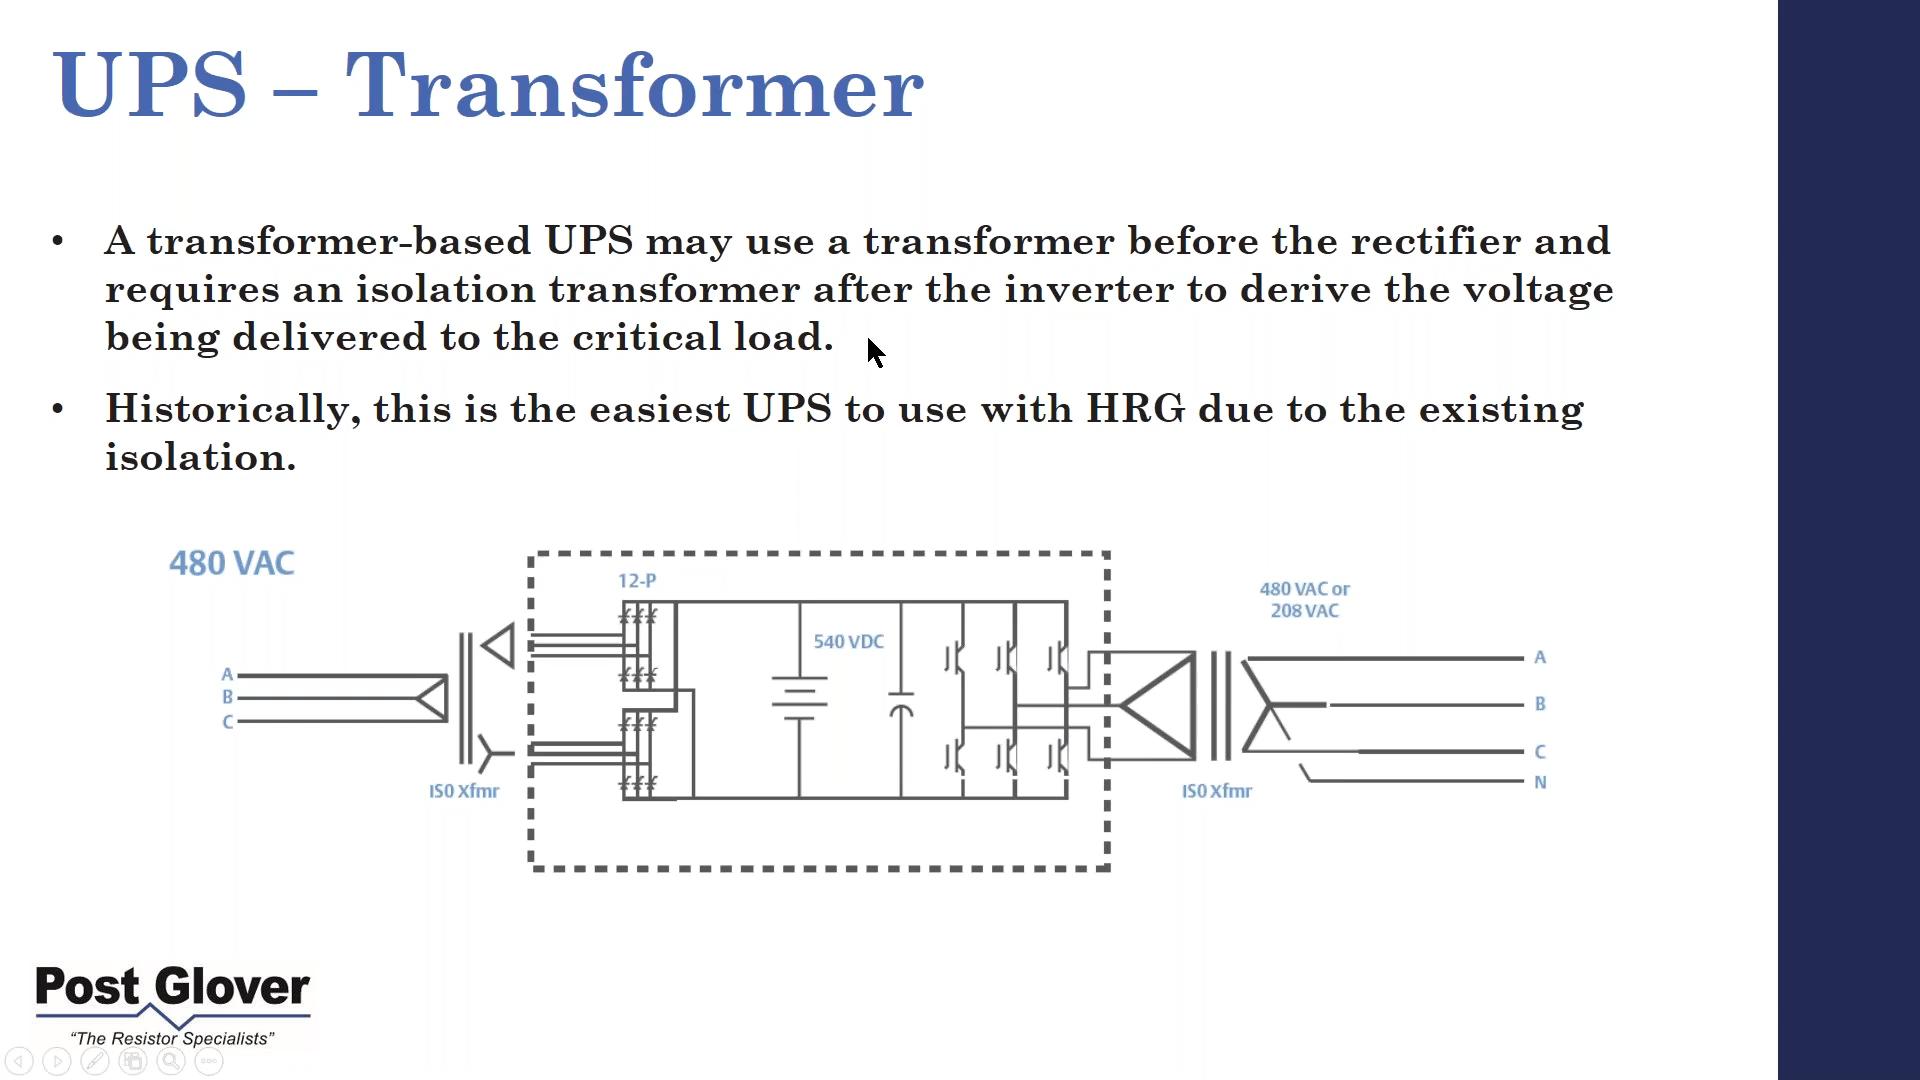 UPS – Transformer
• A transformer-based UPS may use a transformer before the rectifier and
requires an isolation transformer after the inverter to derive the voltage
being delivered to the critical load.
• Historically, this is the easiest UPS to use with HRG due to the existing
isolation.
480 VAC
12-P
540 VDC
480 VAC or
208 VAC
A
B
C
IS0 Xfmr
IS0 Xfmr
A
B
C
N
Post Glover
“The Resistor Specialists”